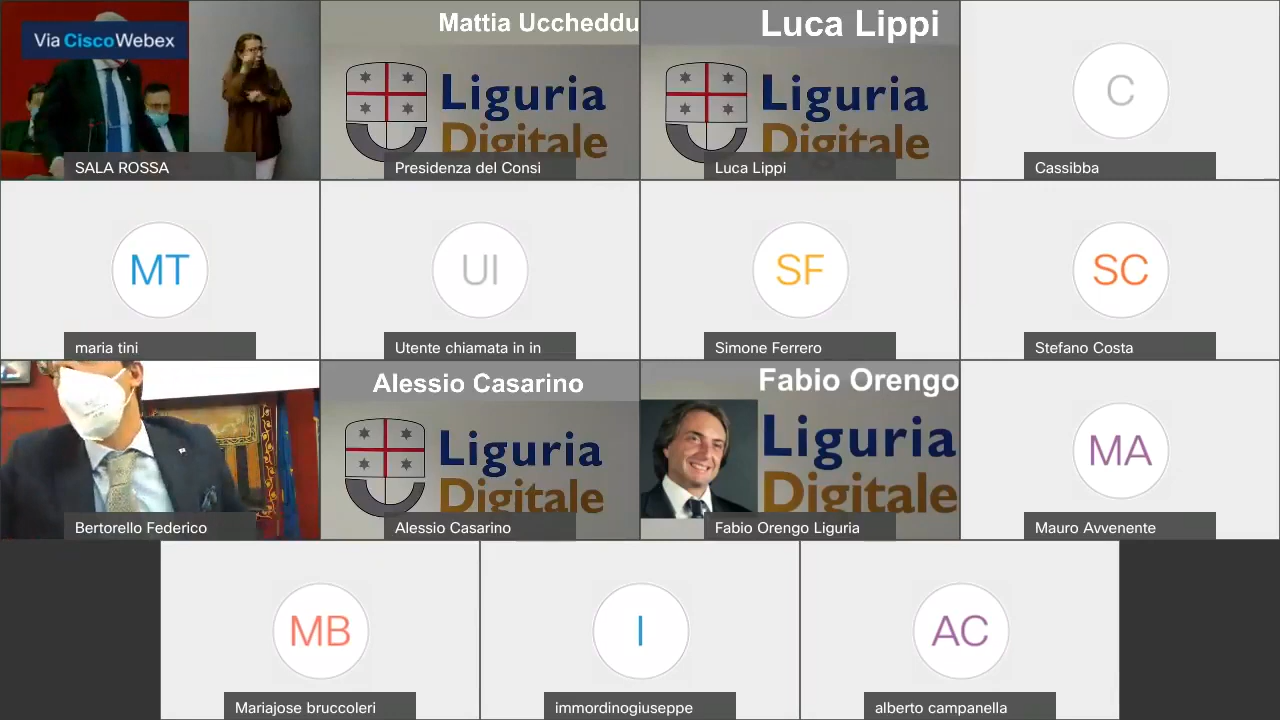 Via Cisco Webex
SALA ROSSA
Mattia Uccheddu
Liguria
Digitale
Presidenza del Consi
Luca Lippi
Liguria
Digitale
Luca Lippi
C
Cassibba
MT
maria tini
UI
Utente chiamata in in
SF
Simone Ferrero
SC
Stefano Costa
Bertorello Federico
Alessio Casarino
Liguria
Digitale
Alessio Casarino
Fabio Orengo
Liguria
Digitale
Fabio Orengo Liguria
MA
Mauro Avvenente
MB
Mariajose bruccoleri
I
immordinogiuseppe
AC
alberto campanella